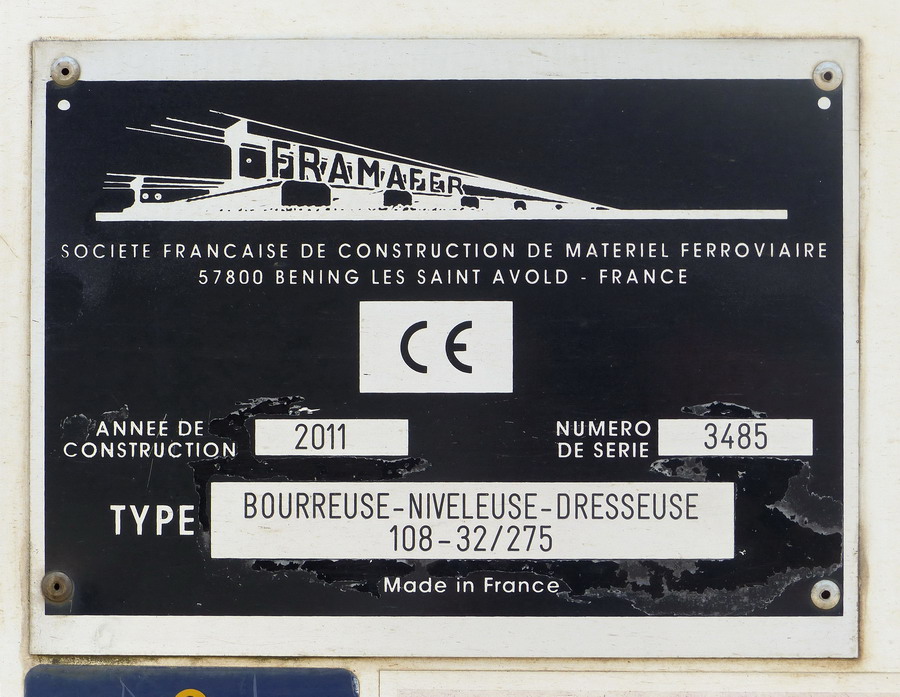 FRAMAFER
SOCIETE FRANCAISE DE CONSTRUCTION DE MATERIEL FERROVIAIRE
57800 BENING LES SAINT AVOLD - FRANCE
CE
ANNEE DE
CONSTRUCTION
2011
NUMERO
DE SERIE
3485
TYPE
BOURREUSE-NIVELEUSE-DRESSEUSE
108-32/275
Made in France